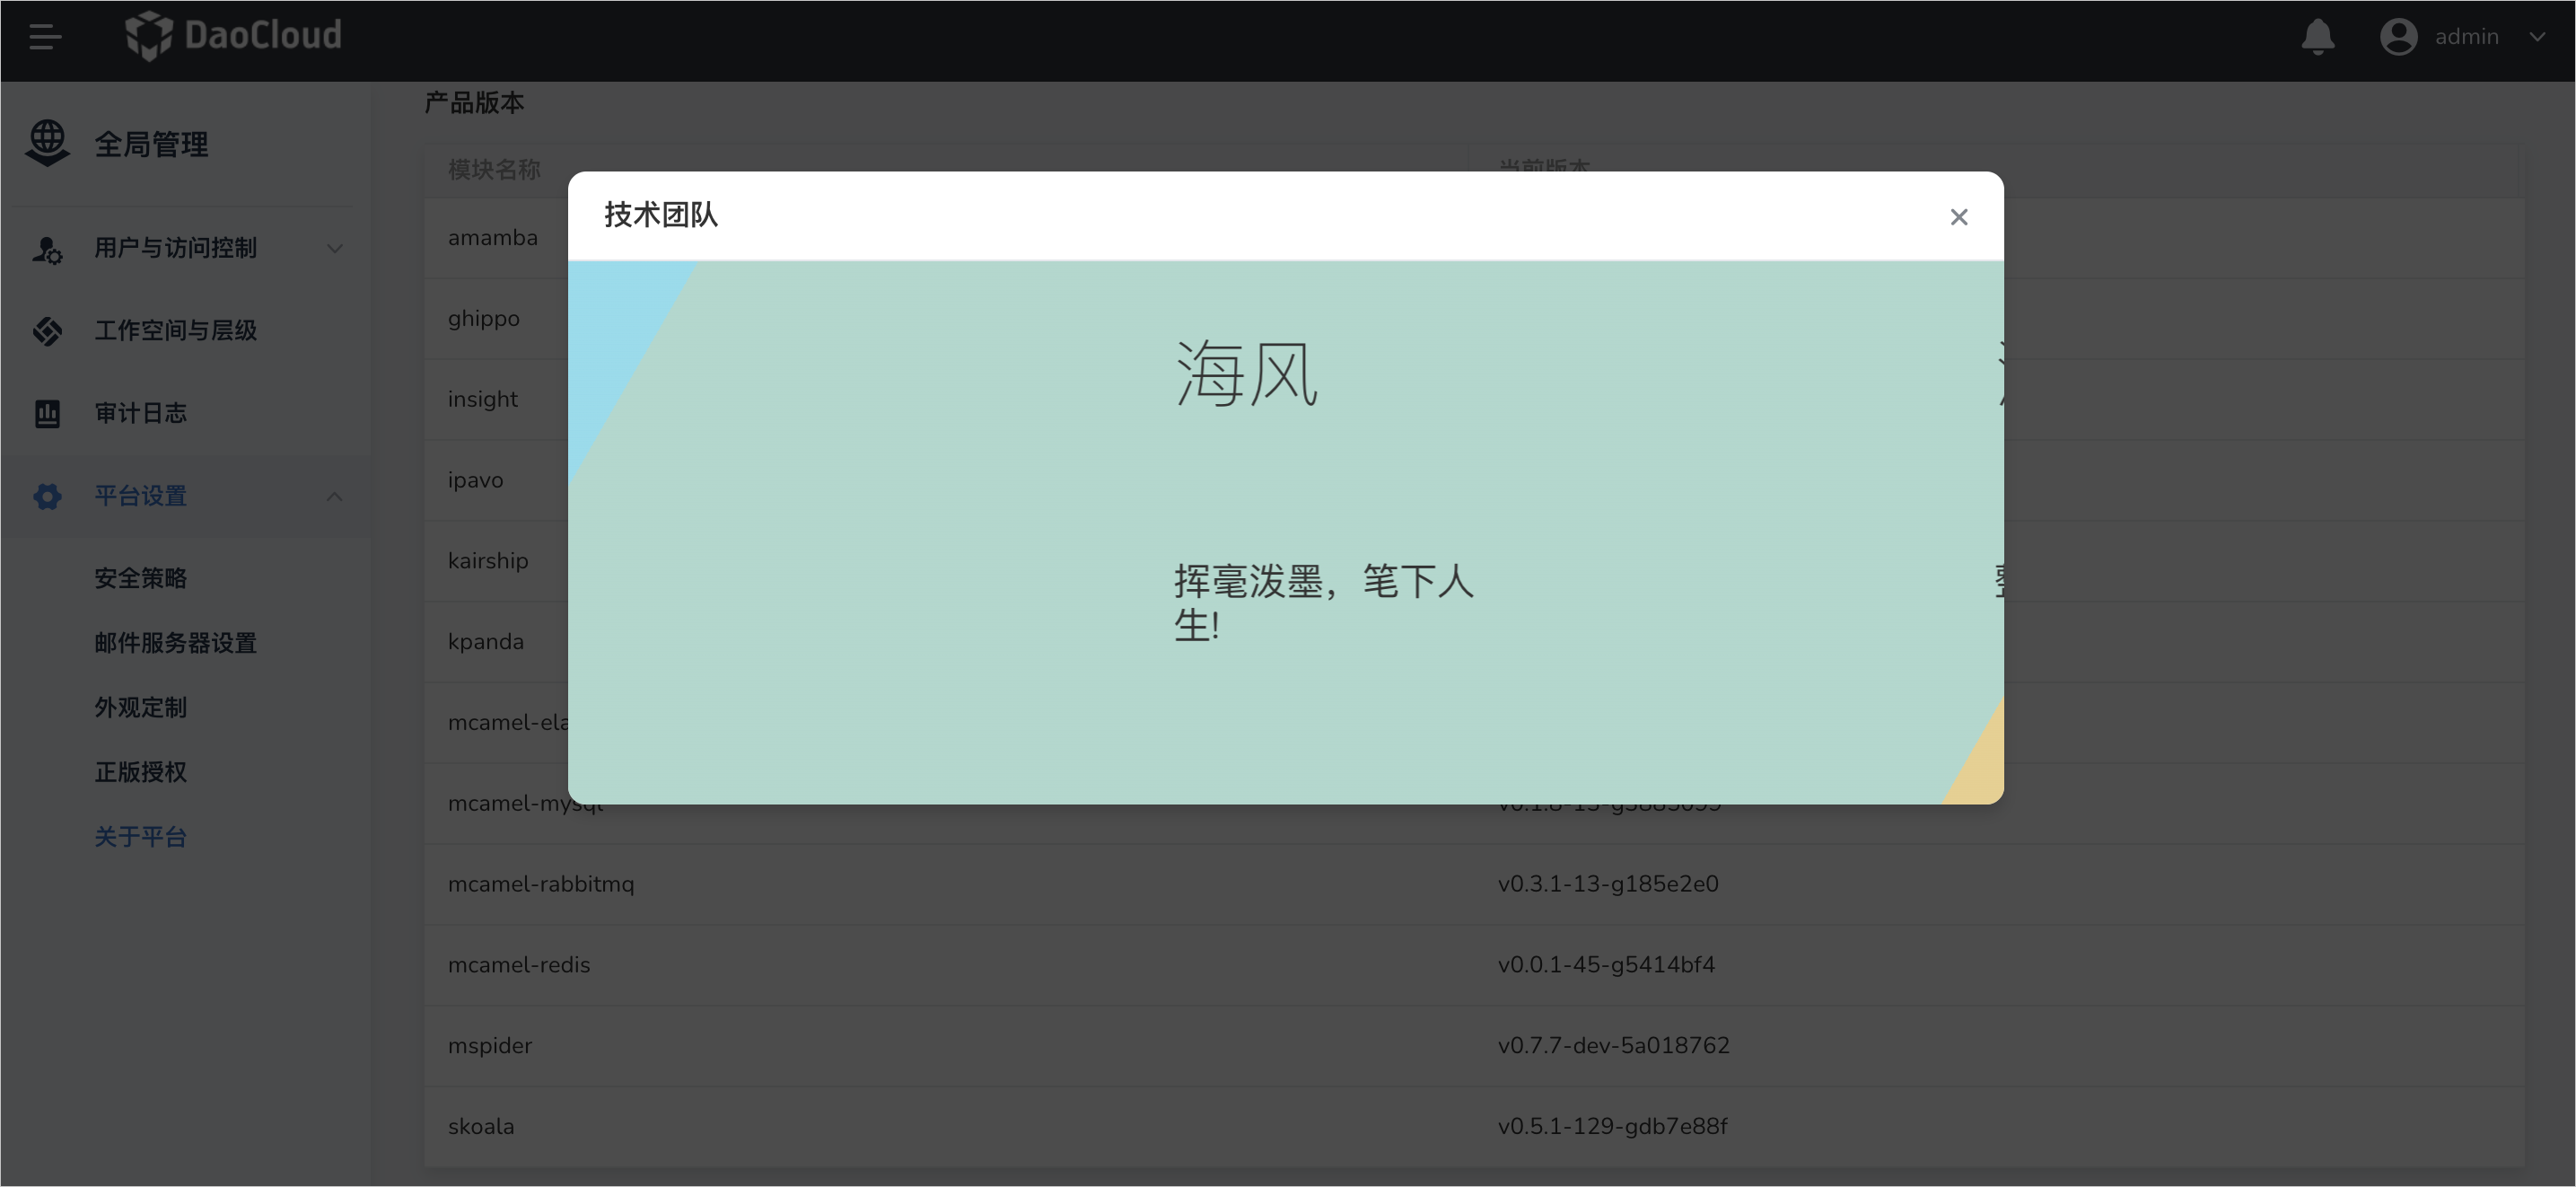 DaoCloud
admin
全局管理
用户与访问控制
工作空间与层级
审计日志
平台设置
安全策略
邮件服务器设置
外观定制
正版授权
关于平台
产品版本
模块名称
当前版本
amamba
ghippo
insight
ipavo
kairship
kpanda
mcamel-ela
mcamel-mysql
mcamel-rabbitmq
v0.3.1-13-g185e2e0
mcamel-redis
v0.0.1-45-g5414bf4
mspider
v0.7.7-dev-5a018762
skoala
v0.5.1-129-gdb7e88f
技术团队
海风
挥毫泼墨，笔下人
生!